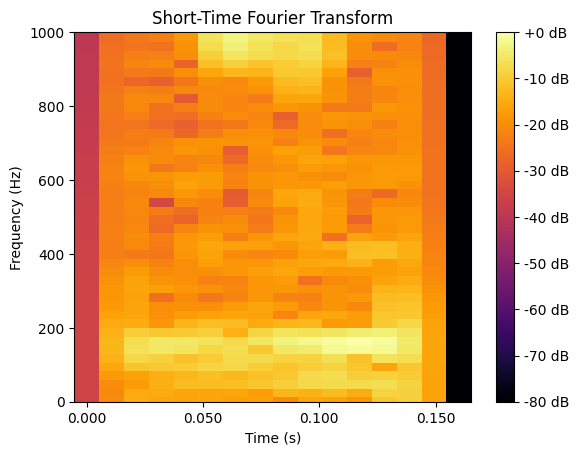 Short-Time Fourier Transform
1000
800
600
400
200
0
Frequency (Hz)
0.000
0.050
0.100
0.150
Time (s)
+0 dB
-10 dB
-20 dB
-30 dB
-40 dB
-50 dB
-60 dB
-70 dB
-80 dB